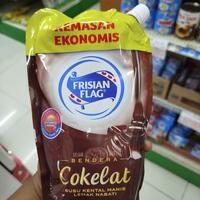 KEMASAN
EKONOMIS
FRISIAN
FLAG
BENDERA
Cokelat
SUSU KENTAL MANIS
LEMAK NABATI